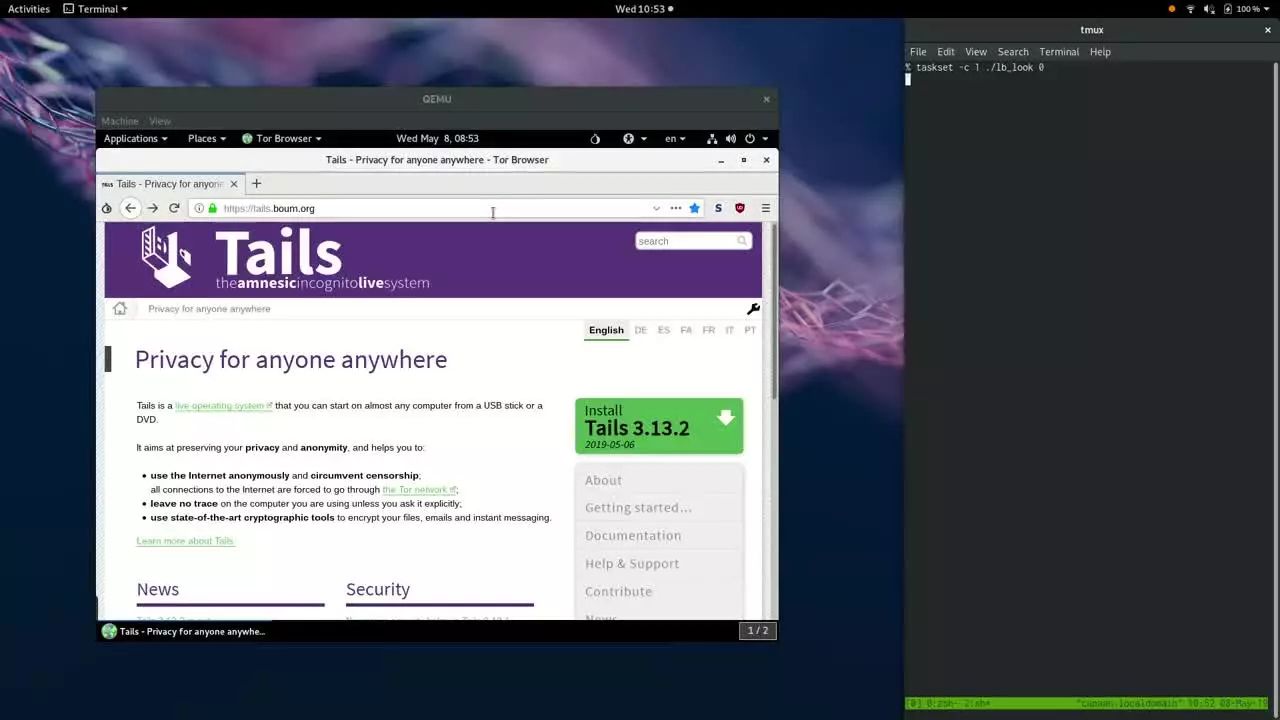 Activities Terminal Wed 10:53 100 %
tmux
File Edit View Search Terminal Help
% taskset -c 1 ./lb_look 0
QEMU
Machine View
Applications Places Tor Browser Wed May 8, 08:53 en
Tails - Privacy for anyone anywhere - Tor Browser
TAILS Tails - Privacy for anyone
https://tails.boum.org
Tails
theamnesicincognitolivesystem
search
Privacy for anyone anywhere
English DE ES FA FR IT PT
Privacy for anyone anywhere
Tails is a live operating system that you can start on almost any computer from a USB stick or a
DVD.
It aims at preserving your privacy and anonymity, and helps you to:
• use the Internet anonymously and circumvent censorship;
all connections to the Internet are forced to go through the Tor network;
• leave no trace on the computer you are using unless you ask it explicitly;
• use state-of-the-art cryptographic tools to encrypt your files, emails and instant messaging.
Learn more about Tails
Install
Tails 3.13.2
2019-05-06
About
Getting started...
Documentation
Help & Support
Contribute
News
News Security
Tails - Privacy for anyone anywhe...
1 / 2
[0] 0:zsh- 2:sh* 10:52 08-May-19